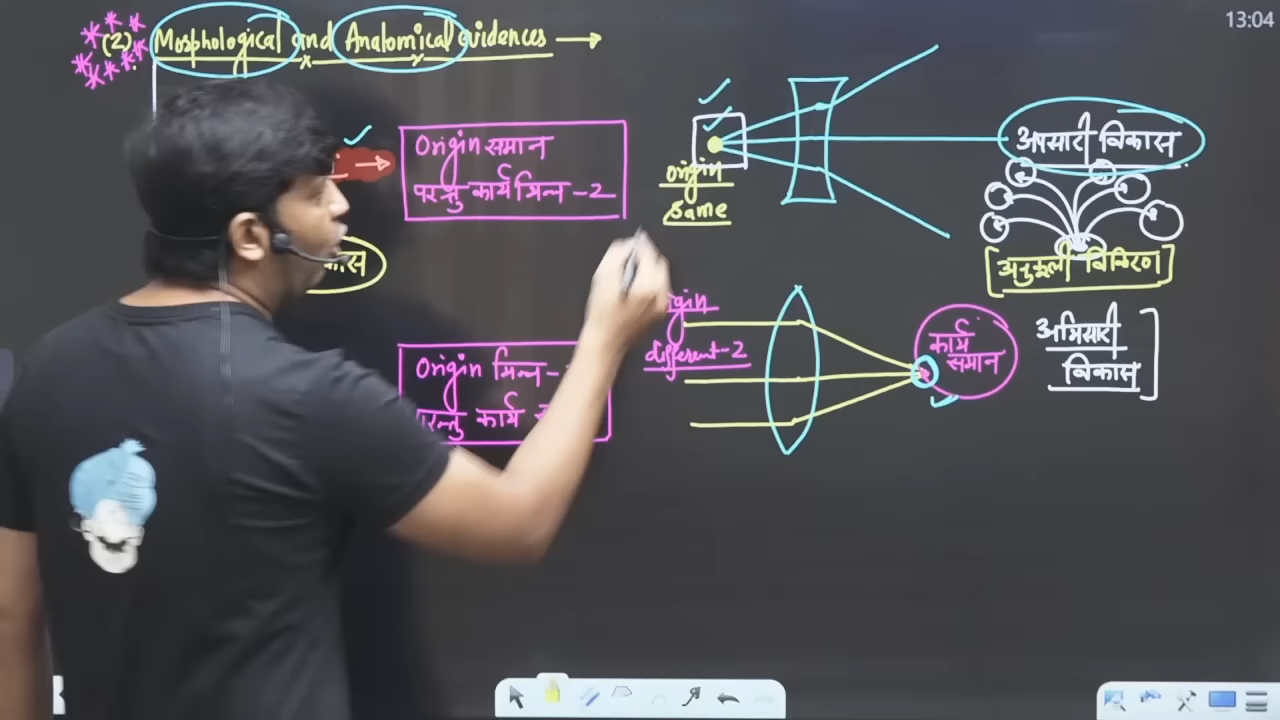 13:04
(2) Morphological and Anatomical evidences →
Origin समान
परन्तु कार्य भिन्न -2
origin
same
अपसारी विकास
[अनुकूली विकिरण]
Origin भिन्न-
परन्तु कार्य
different-2
कार्य
समान
अभिसारी
विकास